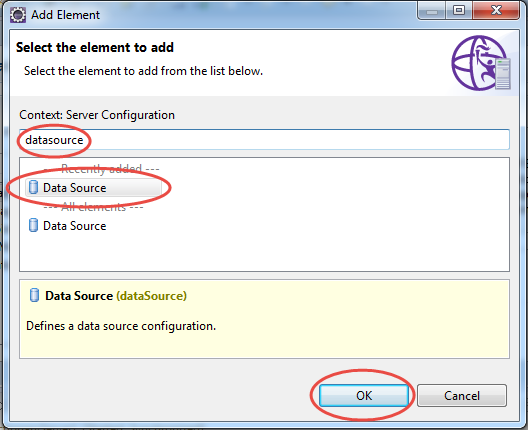 Add Element
Select the element to add
Select the element to add from the list below.
Context: Server Configuration
datasource
--- Recently added ---
Data Source
--- All elements ---
Data Source
Data Source (dataSource)
Defines a data source configuration.
OK
Cancel